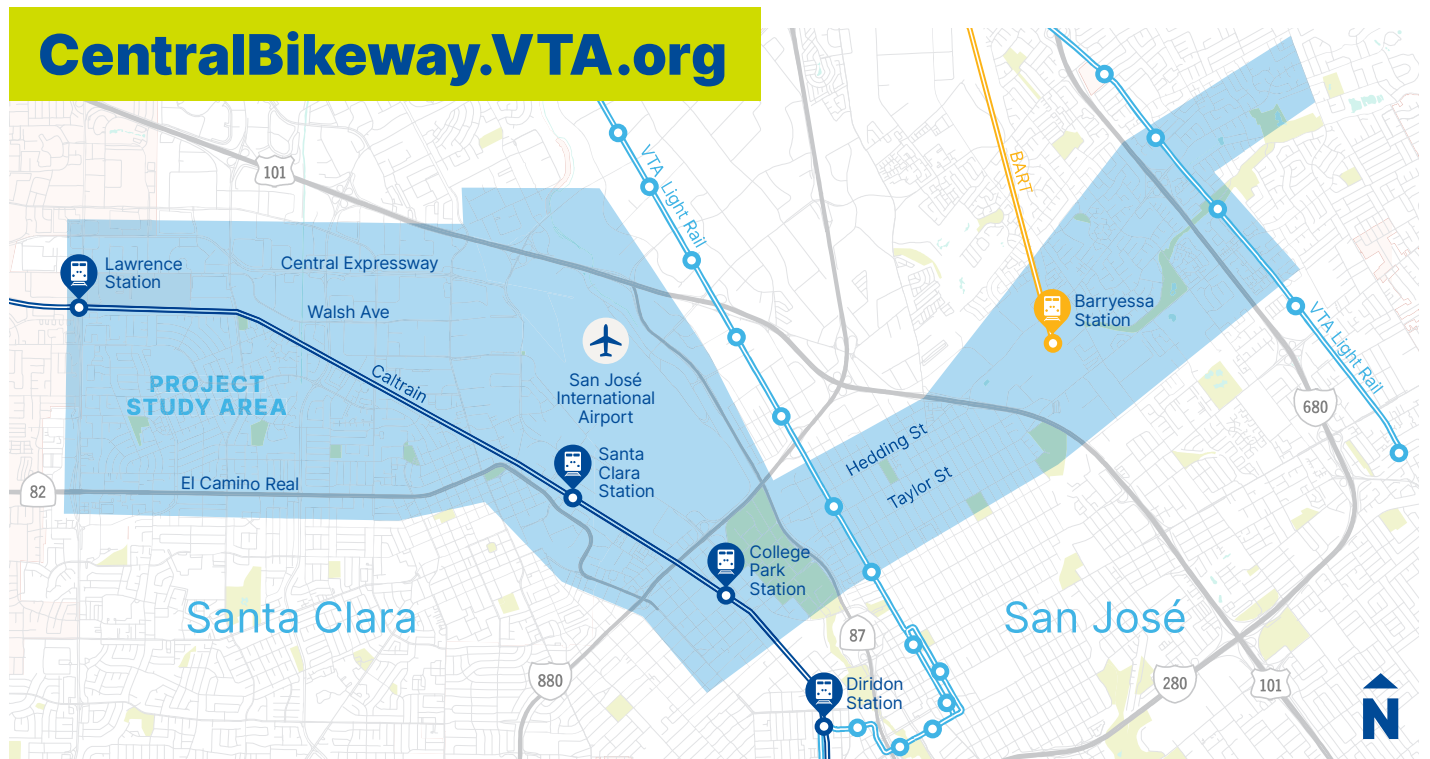 CentralBikeway.VTA.org
101
VTA Light Rail
BART
Lawrence
Station
Central Expressway
Walsh Ave
Barryessa
Station
VTA Light Rail
PROJECT
STUDY AREA
Caltrain
San José
International
Airport
680
Hedding St
Taylor St
Santa
Clara
Station
82
El Camino Real
College
Park
Station
Santa Clara
San José
87
880
Diridon
Station
280
101
N